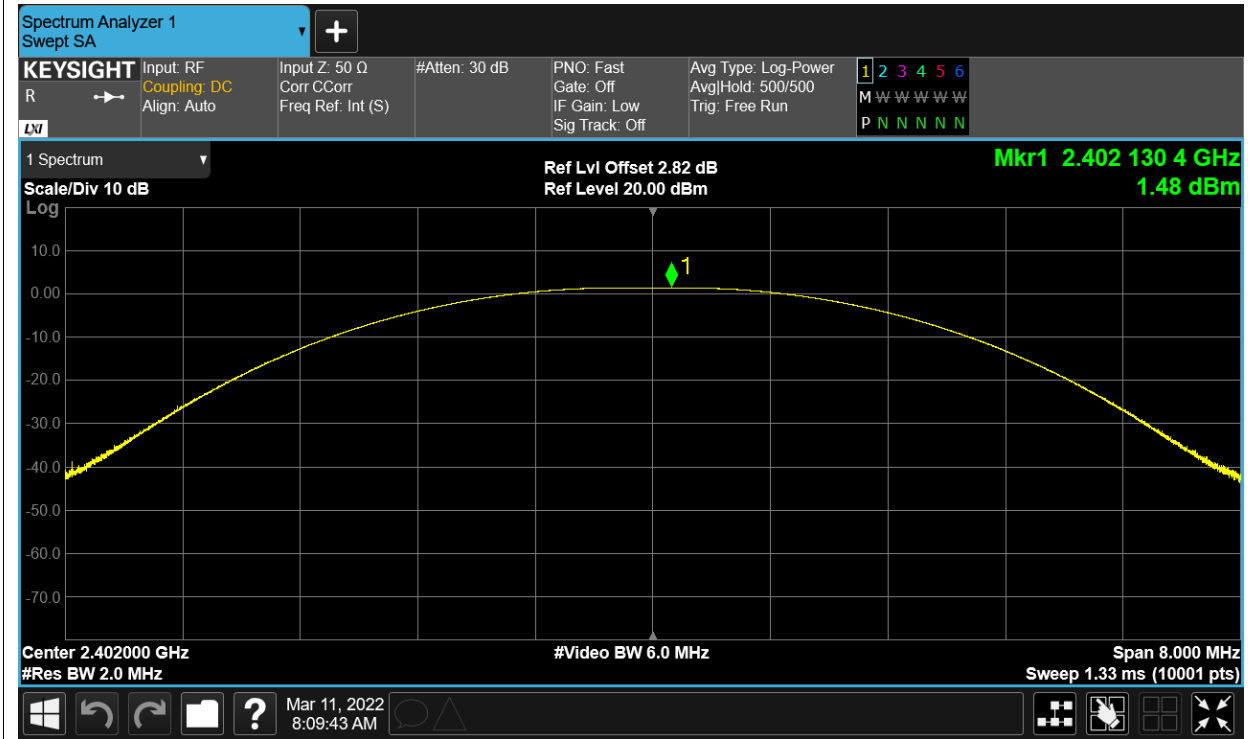 Spectrum Analyzer 1
Swept SA
KEYSIGHT
R
LXI
Input: RF
Coupling: DC
Align: Auto
Input Z: 50 Ω
Corr CCorr
Freq Ref: Int (S)
#Atten: 30 dB
PNO: Fast
Gate: Off
IF Gain: Low
Sig Track: Off
Avg Type: Log-Power
Avg|Hold: 500/500
Trig: Free Run
1 2 3 4 5 6
M W W W W W
P N N N N N
1 Spectrum
Scale/Div 10 dB
Ref Lvl Offset 2.82 dB
Ref Level 20.00 dBm
Mkr1 2.402 130 4 GHz
1.48 dBm
Log
10.0
0.00
-10.0
-20.0
-30.0
-40.0
-50.0
-60.0
-70.0
1
Center 2.402000 GHz
#Res BW 2.0 MHz
#Video BW 6.0 MHz
Span 8.000 MHz
Sweep 1.33 ms (10001 pts)
?
Mar 11, 2022
8:09:43 AM